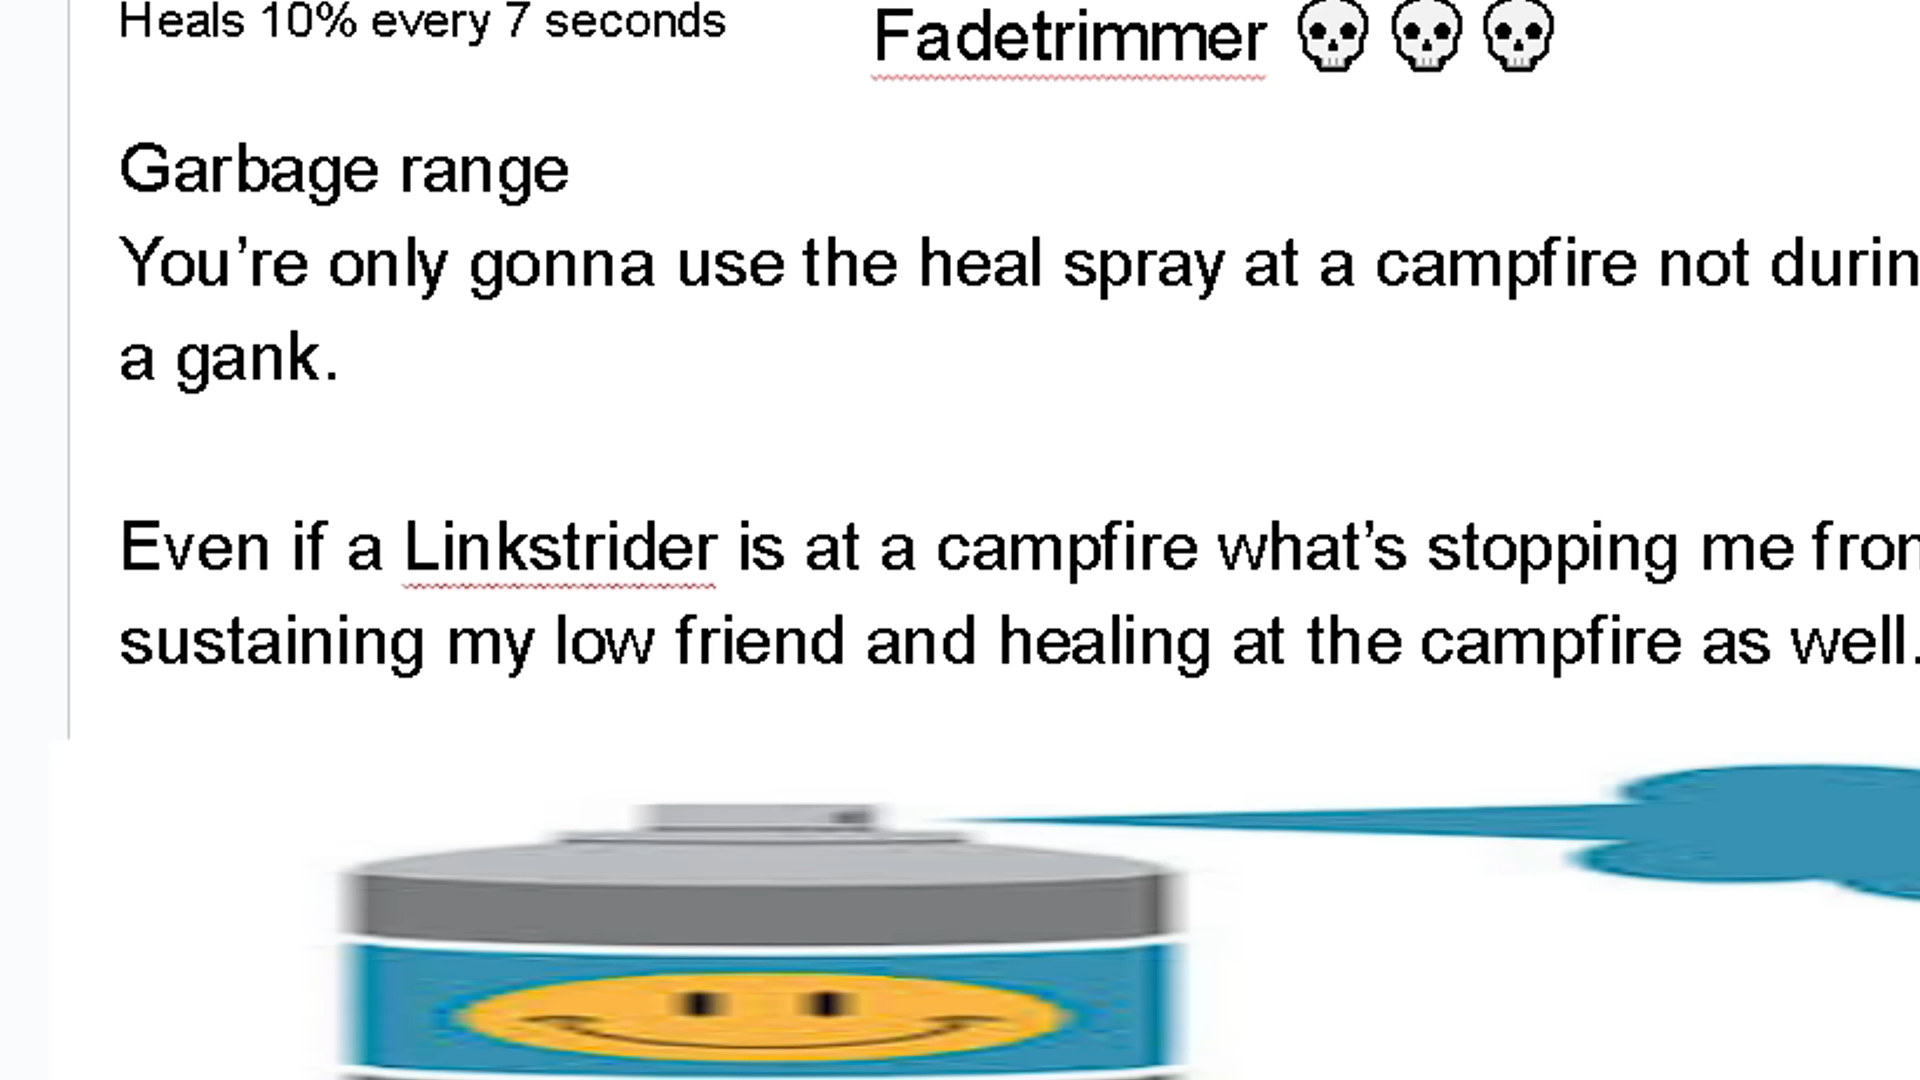 Heals 10% every 7 seconds
Fadetrimmer 💀💀💀
Garbage range
You’re only gonna use the heal spray at a campfire not durin
a gank.
Even if a Linkstrider is at a campfire what’s stopping me from
sustaining my low friend and healing at the campfire as well.